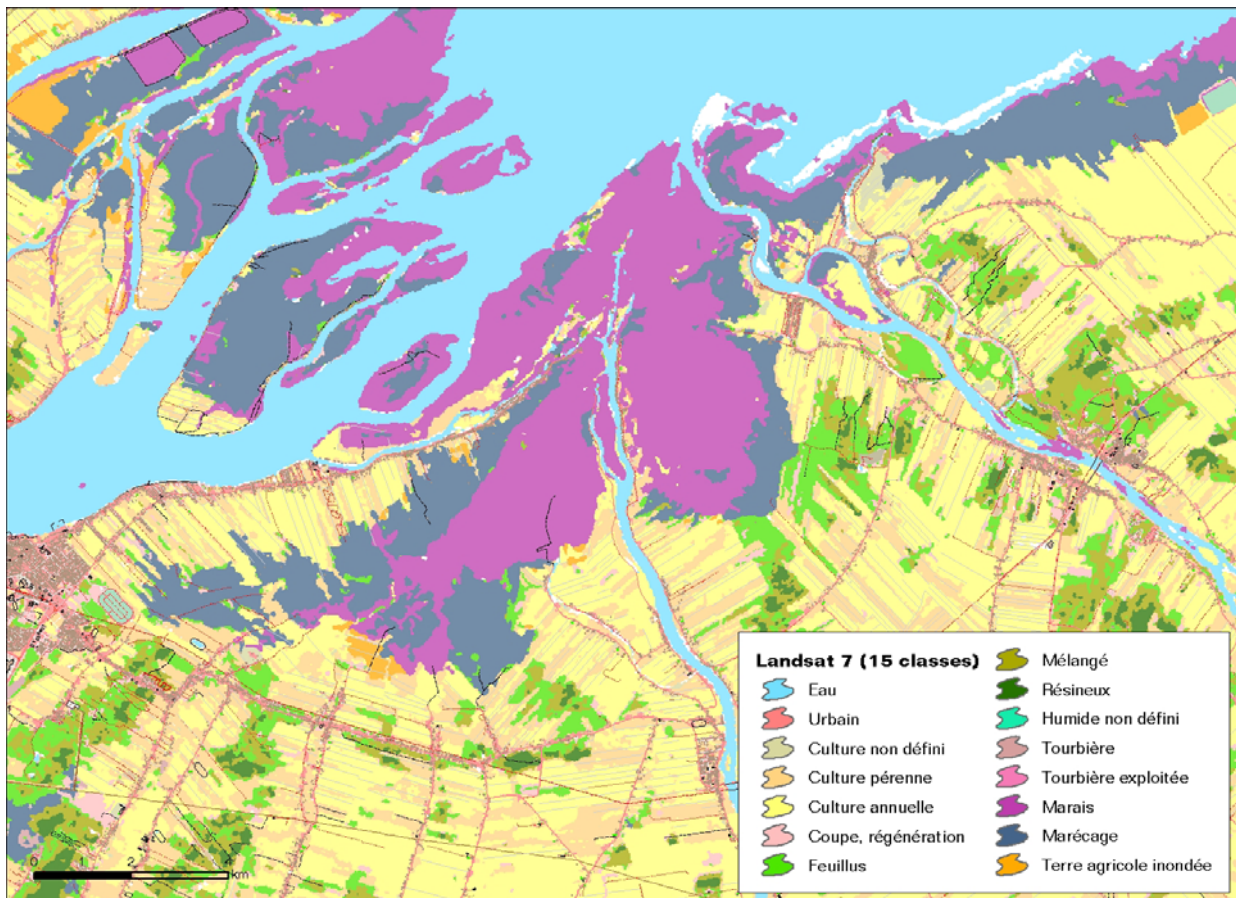 Landsat 7 (15 classes)
Eau
Urbain
Culture non défini
Culture pérenne
Culture annuelle
Coupe, régénération
Feuillus
Mélangé
Résineux
Humide non défini
Tourbière
Tourbière exploitée
Marais
Marécage
Terre agricole inondée
0 1 2 4
km